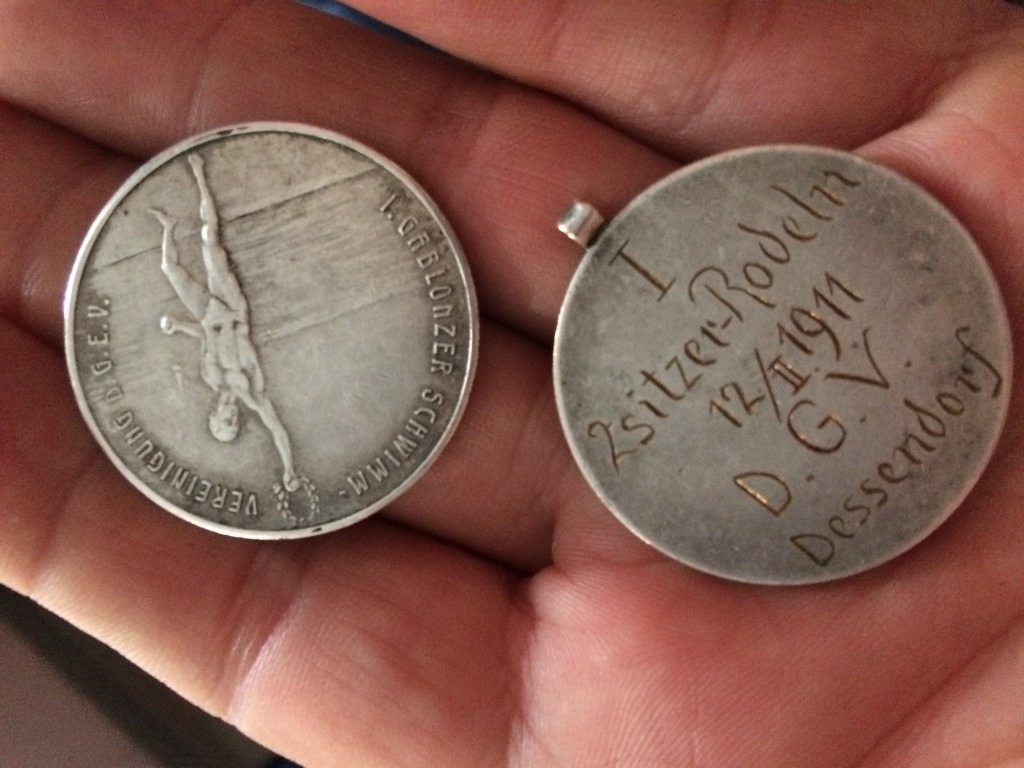 I. GABLONZER SCHWIMM-
VEREINIGUNG D.G.E.V.
I
2sitzer-Rodeln
12/II 1911
D. G. V.
Dessendorf